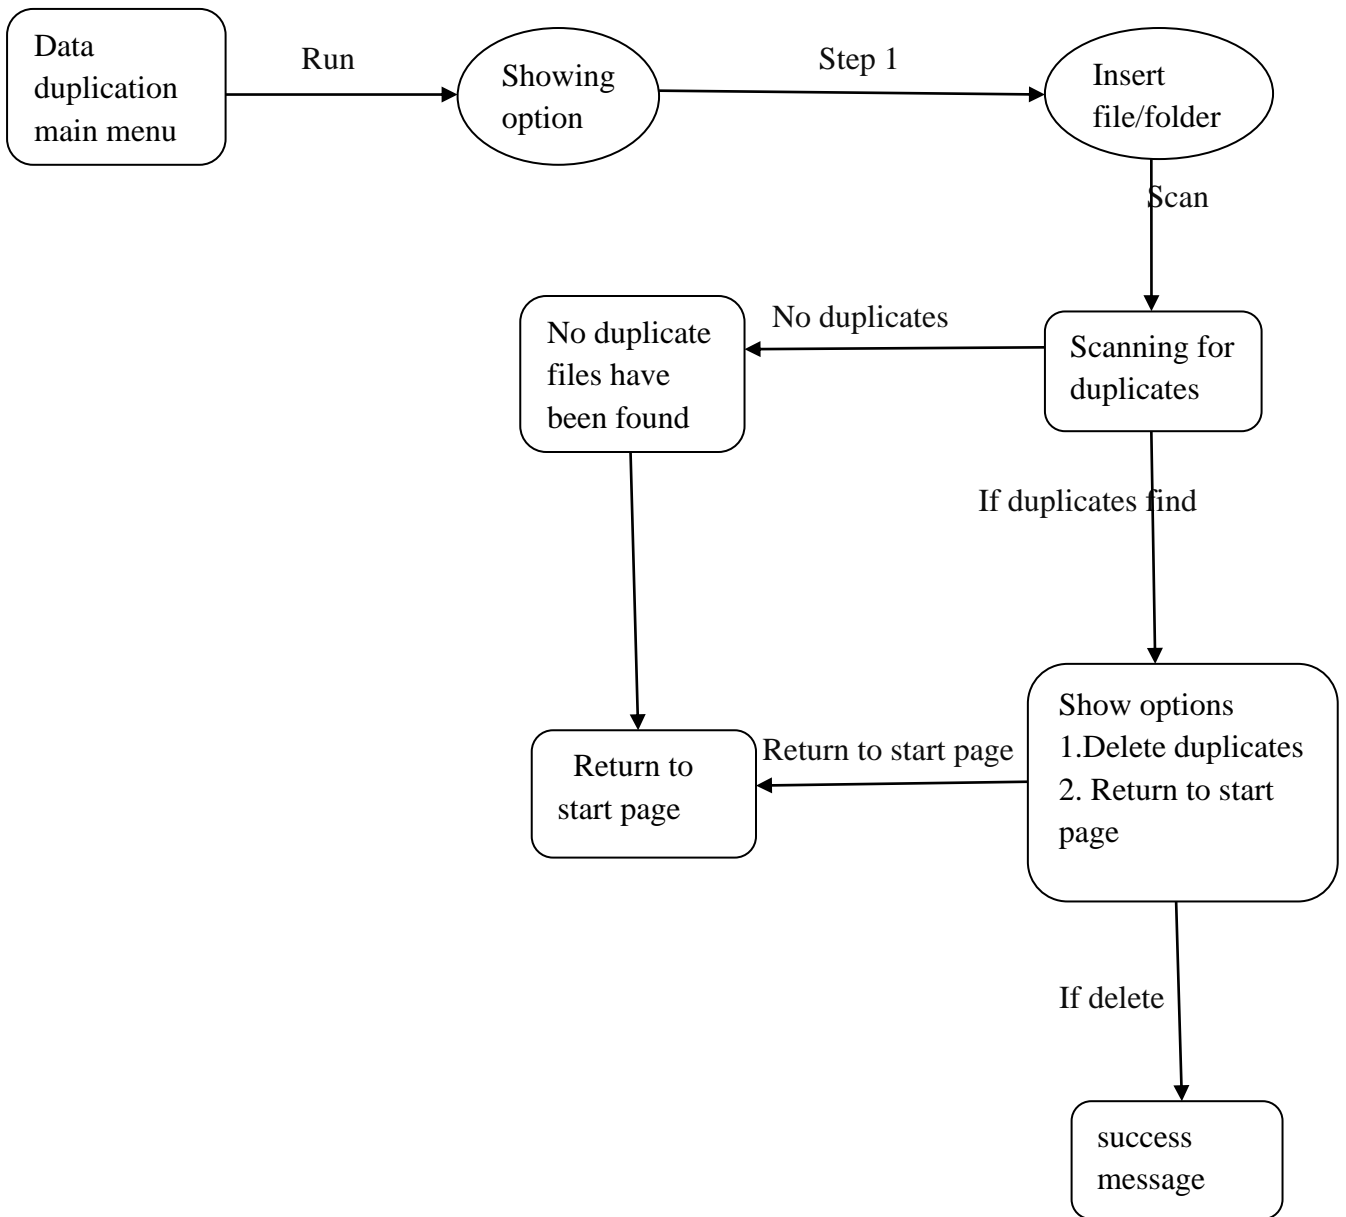 Data
duplication
main menu
Run
Showing
option
Step 1
Insert
file/folder
Scan
No duplicate
files have
been found
No duplicates
Scanning for
duplicates
If duplicates find
Show options
1.Delete duplicates
2. Return to start
page
Return to start page
Return to
start page
If delete
success
message